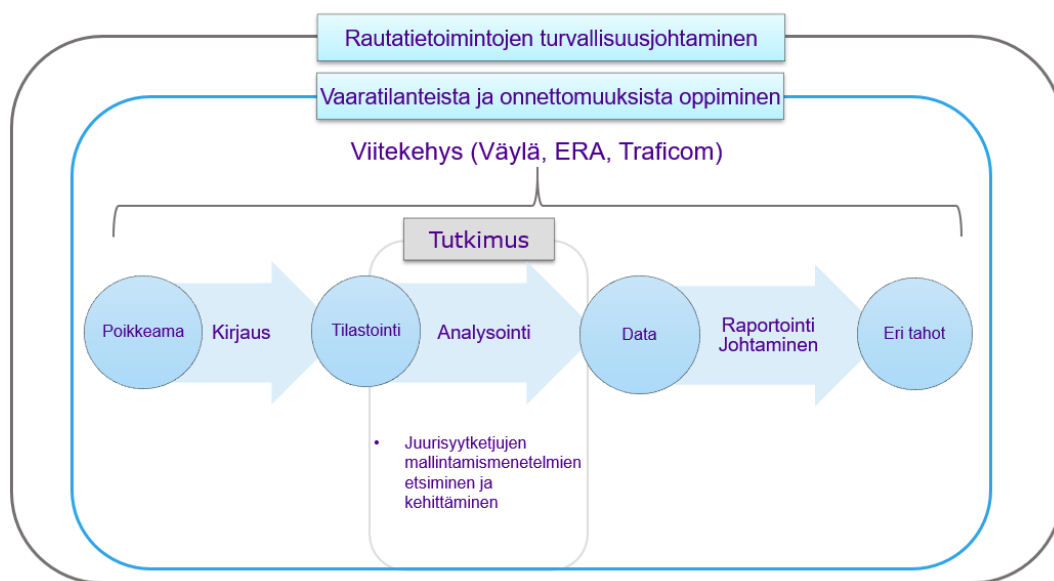 Rautatietoimintojen turvallisuusjohtaminen
Vaaratilanteista ja onnettomuuksista oppiminen
Viitekehys (Väylä, ERA, Traficom)
Tutkimus
Poikkeama
Kirjaus
Tilastointi
Analysointi
Data
Raportointi
Johtaminen
Eri tahot
• Juurisyytketjujen
mallintamismenetelmien
etsiminen ja
kehittäminen